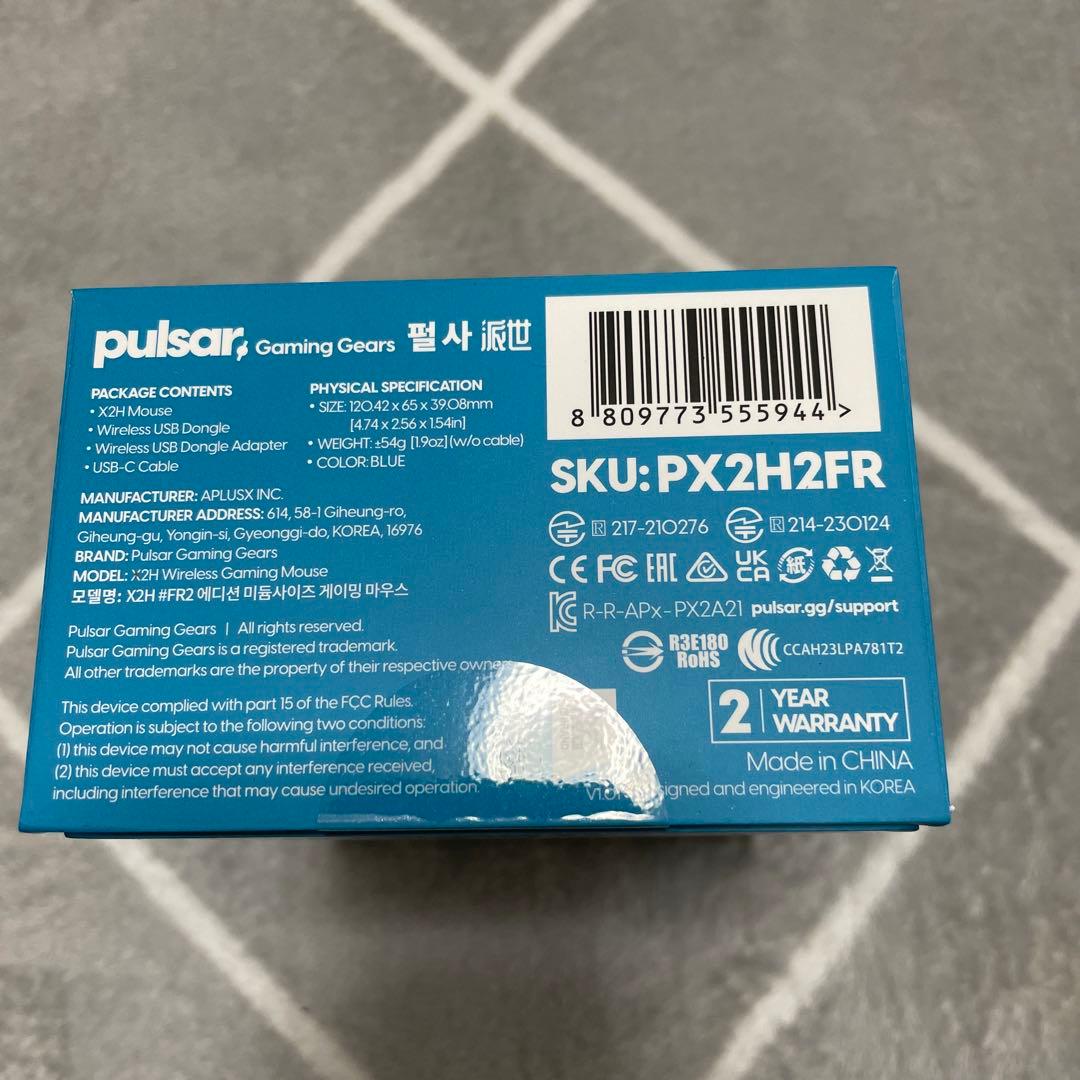 pulsar Gaming Gears 펄사 派世
PACKAGE CONTENTS
• X2H Mouse
• Wireless USB Dongle
• Wireless USB Dongle Adapter
• USB-C Cable
PHYSICAL SPECIFICATION
• SIZE: 120.42 x 65 x 39.08mm
[4.74 x 2.56 x 1.54in]
• WEIGHT: ±54g [1.9oz] (w/o cable)
• COLOR: BLUE
MANUFACTURER: APLUSX INC.
MANUFACTURER ADDRESS: 614, 58-1 Giheung-ro,
Giheung-gu, Yongin-si, Gyeonggi-do, KOREA, 16976
BRAND: Pulsar Gaming Gears
MODEL: X2H Wireless Gaming Mouse
모델명: X2H #FR2 에디션 미듐사이즈 게이밍 마우스
Pulsar Gaming Gears | All rights reserved.
Pulsar Gaming Gears is a registered trademark.
All other trademarks are the property of their respective owner
This device complied with part 15 of the FCC Rules.
Operation is subject to the following two conditions:
(1) this device may not cause harmful interference, and
(2) this device must accept any interference received,
including interference that may cause undesired operation.
8 809773 555944 >
SKU: PX2H2FR
R 217-210276 R 214-230124
CE FC EAC UK CA 紙
R-R-APx-PX2A21 pulsar.gg/support
R3E180
RoHS
CCAH23LPA781T2
2 YEAR
WARRANTY
Made in CHINA
signed and engineered in KOREA